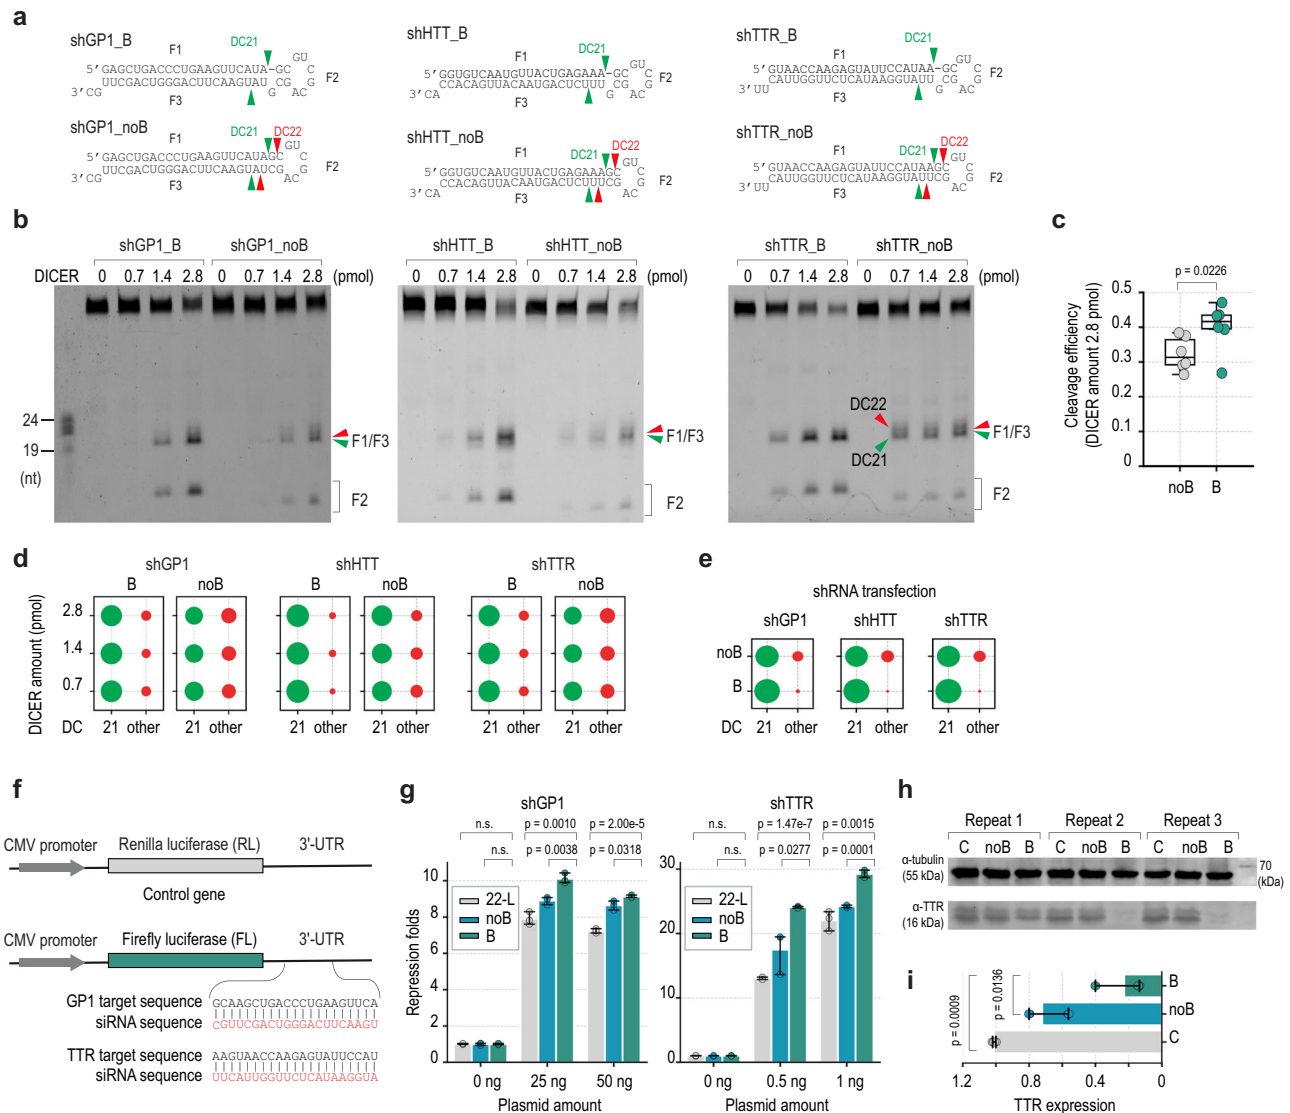 a
shGP1_B
F1
DC21
5' GAGCTGACCCTGAAGTTCATA-GC GU C
3' CG UUCGACTGGGACTTCAAGUAU C G AC
F2
F3
shGP1_noB
F1
DC21 DC22
5' GAGCTGACCCTGAAGUUCAUAGC UC
3' CG
F2
F3
shHTT_B
F1
DC21
5' GGUGUCAAUGUUACUGAGAAA-GC GU C
3' CA CCACAGUUACAAUGACUCUUU
F2
F3
shHTT_noB
F1
DC21 DC22
5' GGUGUCAAUGUUACUGAGAAAGC GU C
3' CA CCACAGUUACAAUGACUCUUUCG AC
F2
F3
shTTR_B
F1
DC21
5' GUAACCAAGAGUAUUCCAUAA-GC GU C
3' UU CAUUGGUUCUCAUAAGGUAUU
F2
F3
shTTR_noB
F1
DC21 DC22
5' GUAACCAAGAGUAUUCCAUAAGC GU C
3' UU CAUUGGUUCUCAUAAGGUAUUCG AC
F2
F3
b
shGP1_B shGP1_noB
DICER 0 0.7 1.4 2.8 0 0.7 1.4 2.8 (pmol)
24
19
(nt)
F1/F3
F2
shHTT_B shHTT_noB
0 0.7 1.4 2.8 0 0.7 1.4 2.8 (pmol)
F1/F3
F2
shTTR_B shTTR_noB
0 0.7 1.4 2.8 0 0.7 1.4 2.8 (pmol)
DC22
DC21
F1/F3
F2
c
p = 0.0226
Cleavage efficiency
(DICER amount 2.8 pmol)
0.5
0.4
0.3
0.2
0.1
0
noB B
d
shGP1 shHTT shTTR
B noB B noB B noB
DICER amount (pmol)
2.8
1.4
0.7
DC 21 other 21 other 21 other 21 other 21 other 21 other
e
shRNA transfection
shGP1 shHTT shTTR
noB
B
DC 21 other 21 other 21 other
f
CMV promoter Renilla luciferase (RL) 3'-UTR
Control gene
CMV promoter Firefly luciferase (FL) 3'-UTR
GP1 target sequence GCAAGCUGACCCUGAAGUUCA
siRNA sequence CGUUCGACUGGGACUUCAAGU
TTR target sequence AAGUAACCAAGAGUAUUCCAU
siRNA sequence UUCAUUGGUUCUCAUAAGGUA
g
shGP1
n.s. p = 0.0010 p = 2.00e-5
n.s. p = 0.0038 p = 0.0318
Repression folds
10
8
6
4
2
0
22-L
noB
B
0 ng 25 ng 50 ng
Plasmid amount
shTTR
n.s. p = 1.47e-7 p = 0.0015
n.s. p = 0.0277 p = 0.0001
30
20
10
0
22-L
noB
B
0 ng 0.5 ng 1 ng
Plasmid amount
h
Repeat 1 Repeat 2 Repeat 3
C noB B C noB B C noB B
α-tubulin
(55 kDa)
70
(kDa)
α-TTR
(16 kDa)
i
p = 0.0009
p = 0.0136
B
noB
C
1.2 0.8 0.4 0
TTR expression